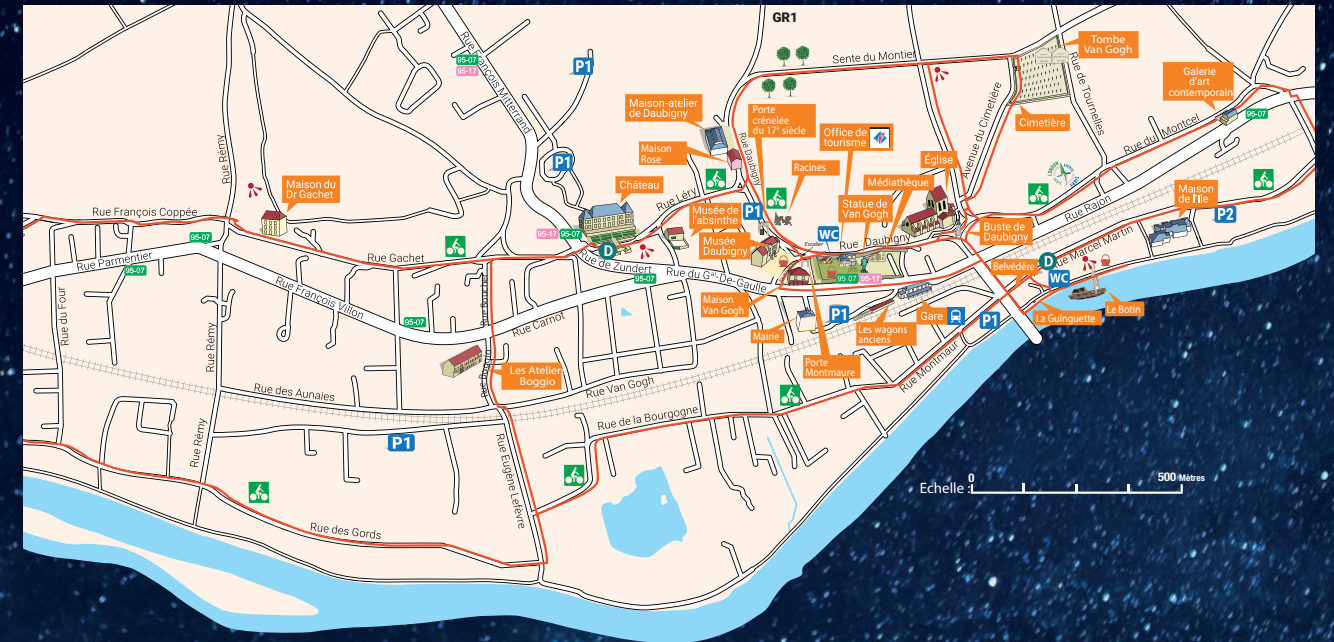 GR1
Sente du Montier
Tombe
Van Gogh
Rue François Mitterrand
95-07
95-17
P1
Rue de Tournelles
Galerie
d'art
contemporain
95-07
Maison-atelier
de Daubigny
Porte
crénelée
du 17e siècle
Office de
tourisme
Avenue du Cimetière
Cimetière
Rue du Montcel
Rue Rémy
P1
Maison
Rose
Rue Daubigny
Racines
Église
Maison du
Dr Gachet
Château
Rue Léry
Médiathèque
Maison
de l'île
Rue François Coppée
Musée de
l'absinthe
P1
Statue de
Van Gogh
Rue Rajon
P2
95-07
95-17
95-07
Musée
Daubigny
WC
Escalier
Rue Daubigny
Buste de
Daubigny
Rue Marcel Martin
Rue Parmentier
95-07
Rue Gachet
D
Rue de Zundert
95-07
Rue du Gal-De-Gaulle
95 07
95-17
Belvédère
D
WC
Rue du Four
Rue François Villon
95-07
Rue Carnot
Maison
Van Gogh
Mairie
P1
Les wagons
anciens
Gare
P1
La Guinguette
Le Botin
Rue Rémy
Les Atelier
Boggio
Porte
Montmaure
Rue Montmaur
Rue des Aunaies
Rue Van Gogh
Rue de la Bourgogne
Rue Rémy
P1
Rue Eugène Lefèvre
Rue des Gords
Echelle :
0
500 Mètres